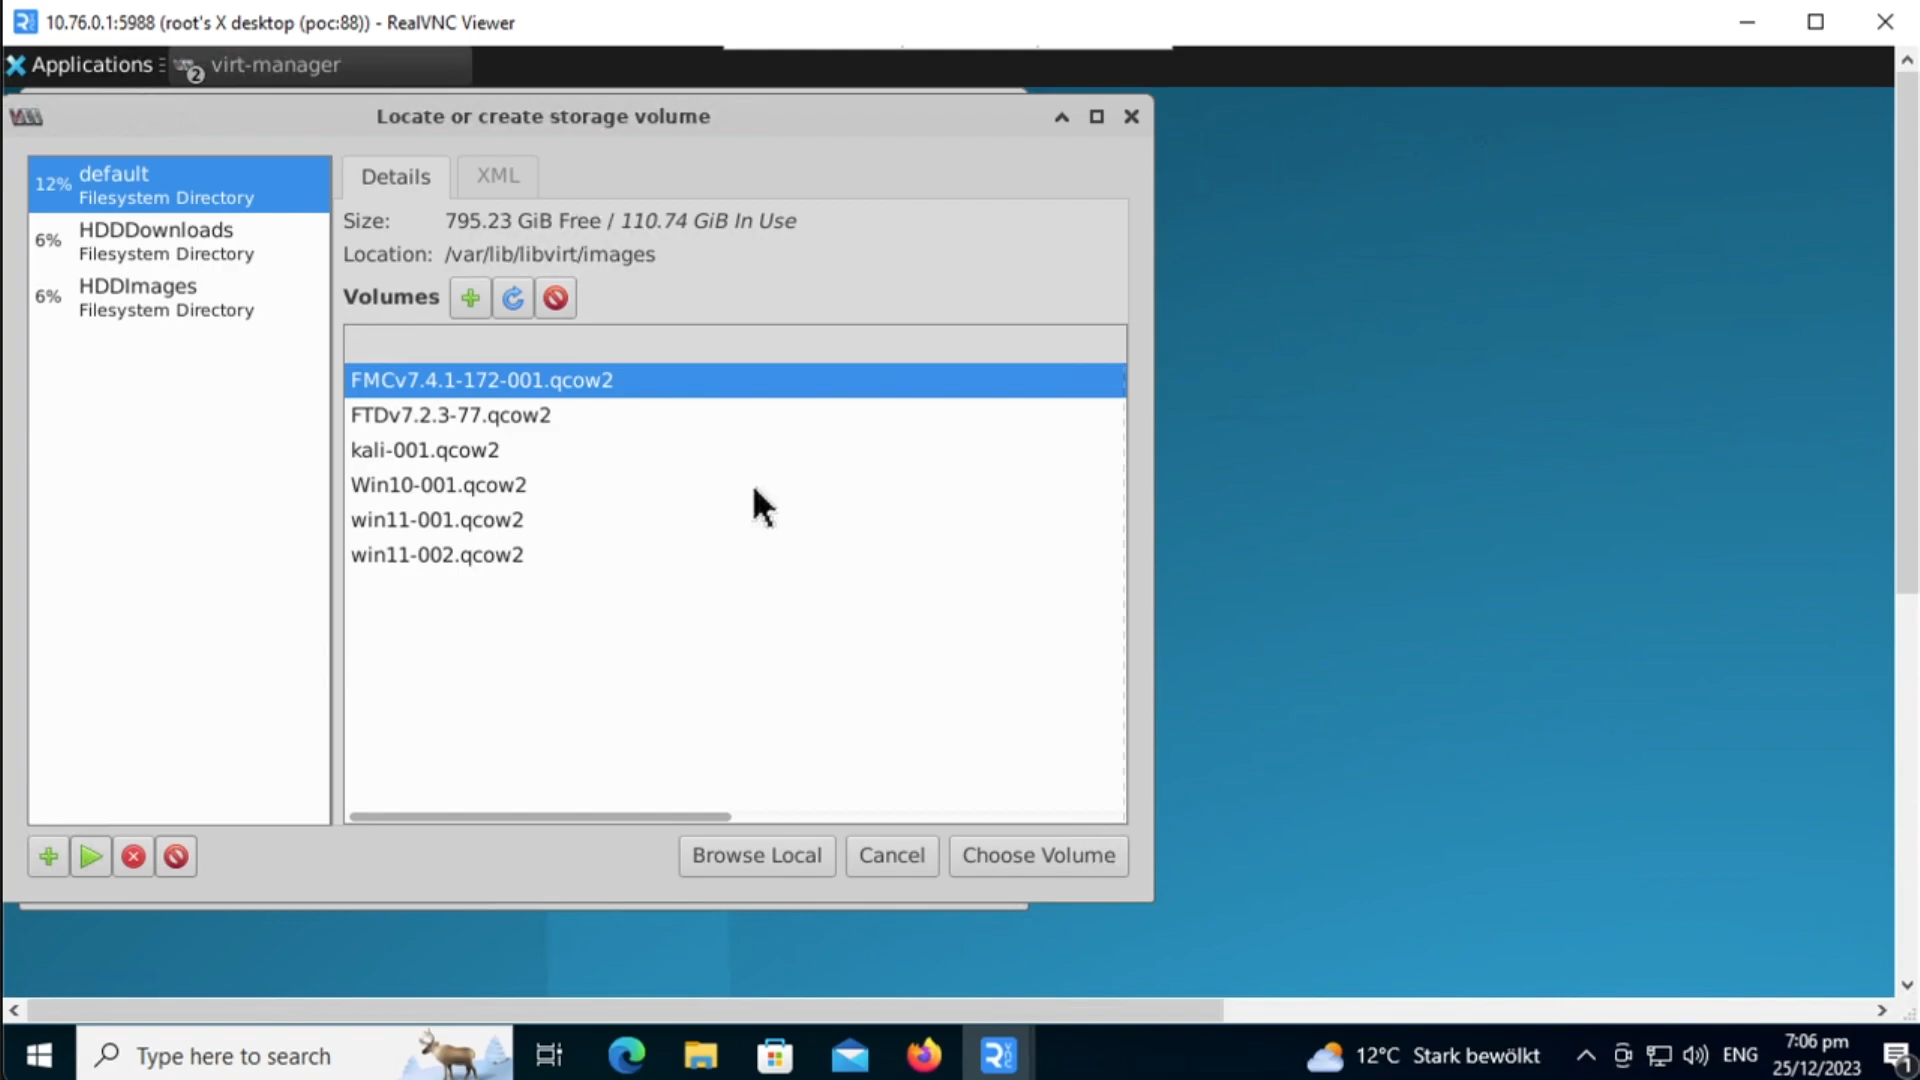 10.76.0.1:5988 (root's X desktop (poc:88)) - RealVNC Viewer
Applications
2 virt-manager
Locate or create storage volume
12% default
Filesystem Directory
6% HDDDownloads
Filesystem Directory
6% HDDImages
Filesystem Directory
Details XML
Size: 795.23 GiB Free / 110.74 GiB In Use
Location: /var/lib/libvirt/images
Volumes
FMCv7.4.1-172-001.qcow2
FTDv7.2.3-77.qcow2
kali-001.qcow2
Win10-001.qcow2
win11-001.qcow2
win11-002.qcow2
Browse Local Cancel Choose Volume
Type here to search
12°C Stark bewölkt
ENG
7:06 pm
25/12/2023
1